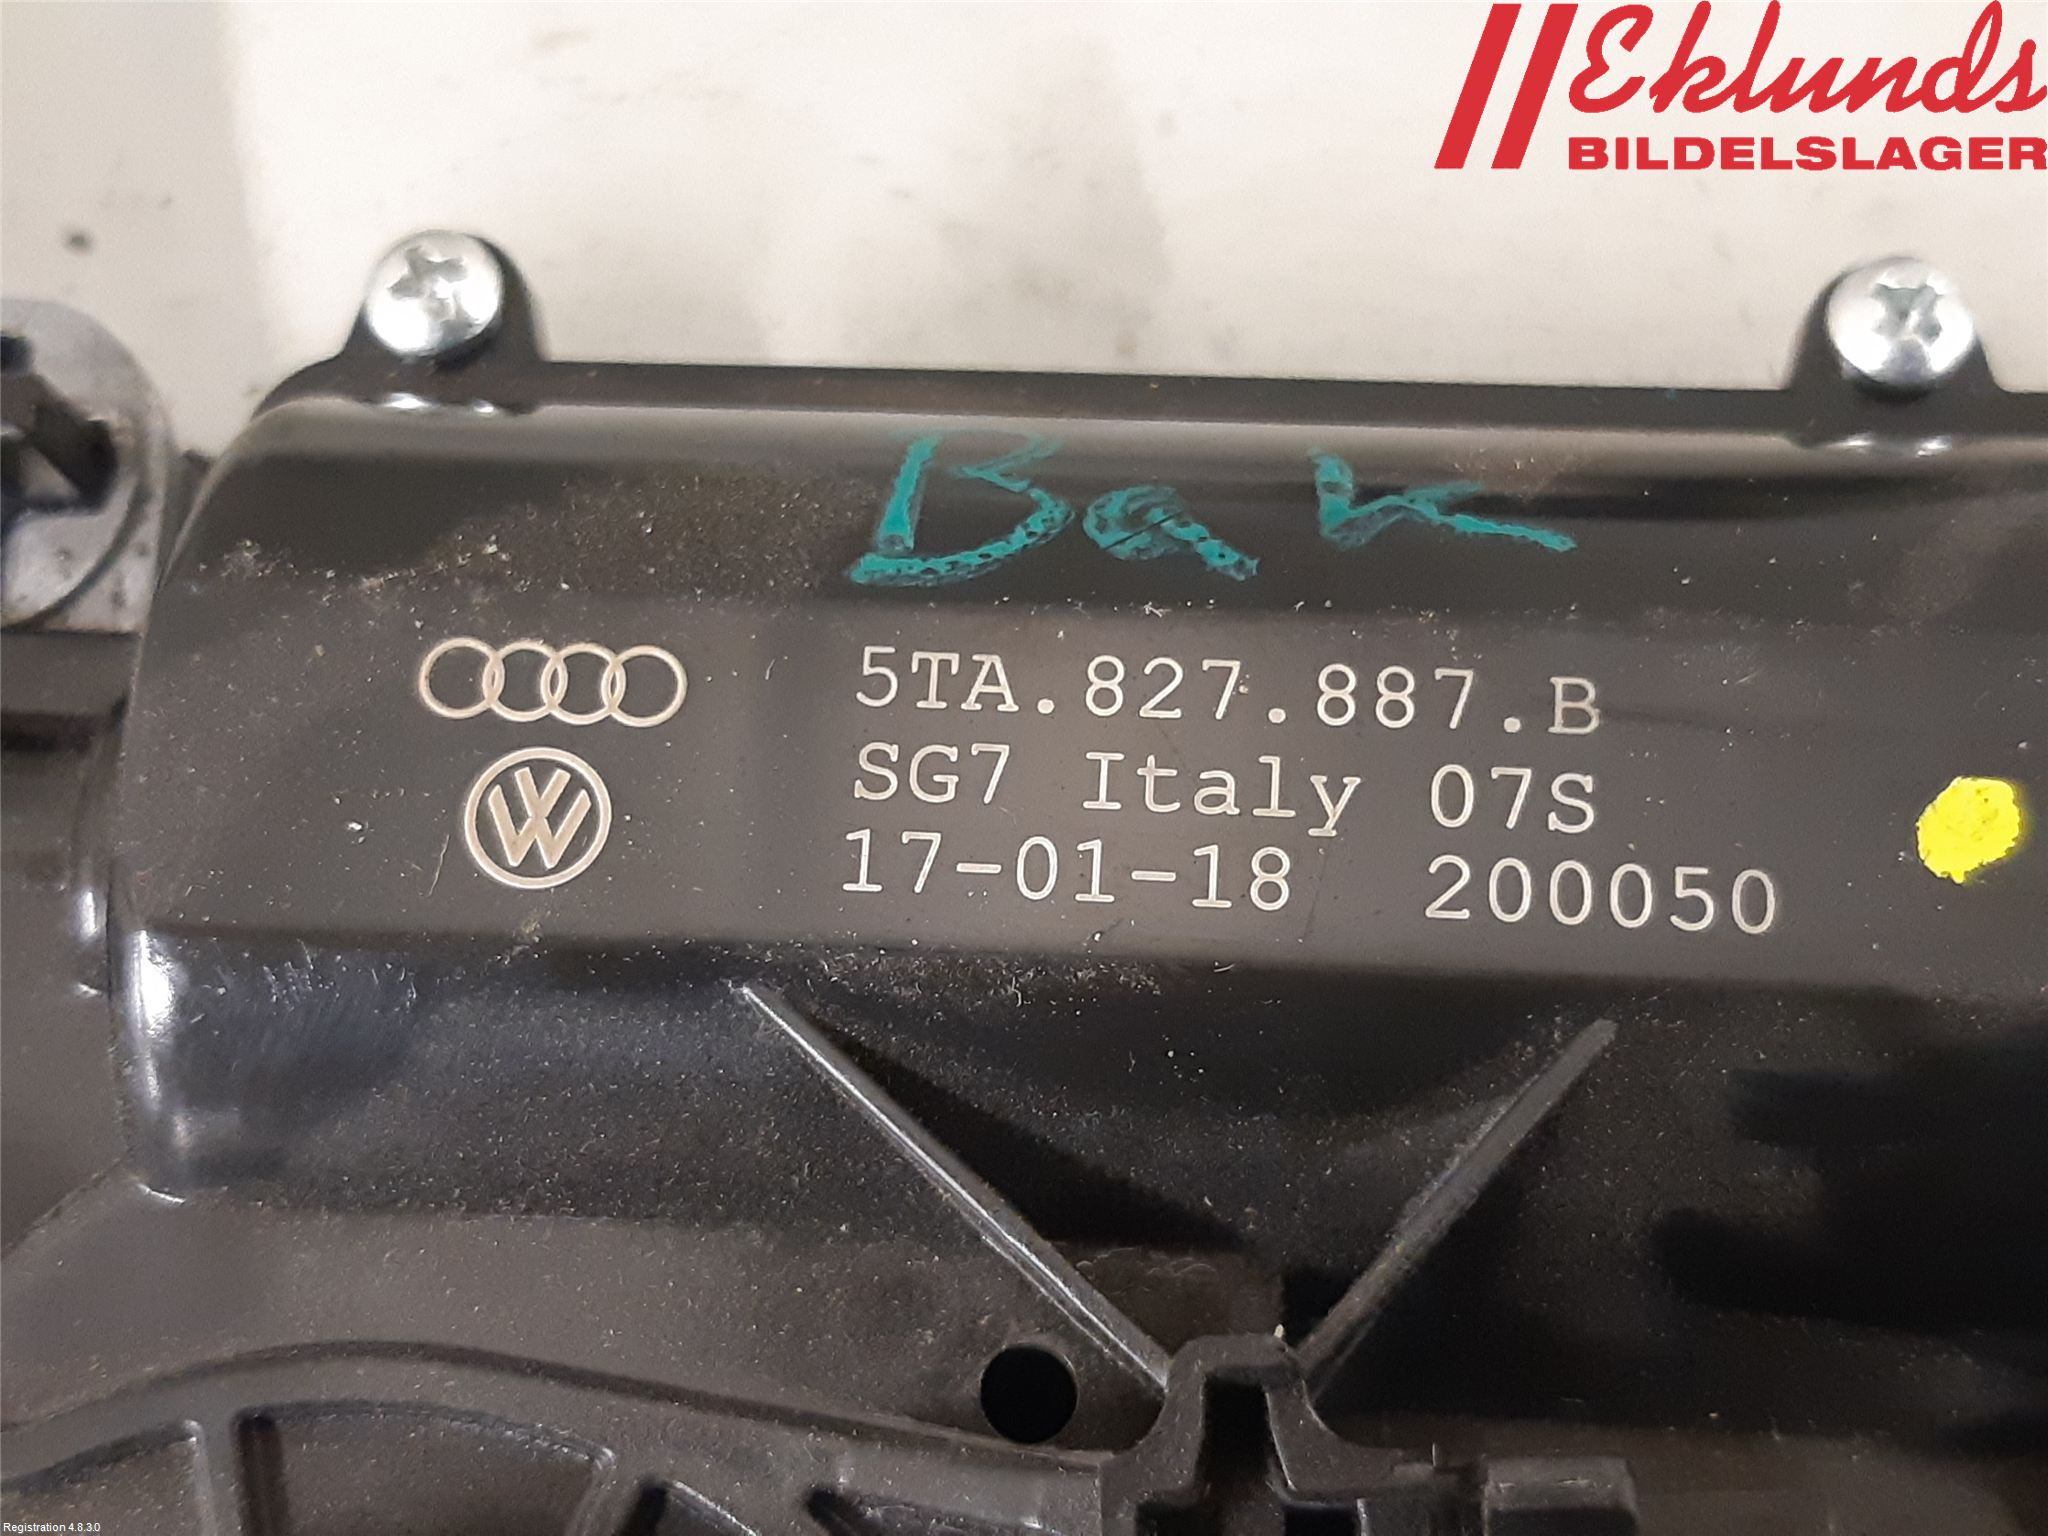 Eklunds
BILDELSLAGER
Bak
5TA.827.887.B
SG7 Italy 07S
17-01-18 200050
Registration 4.8.3.0